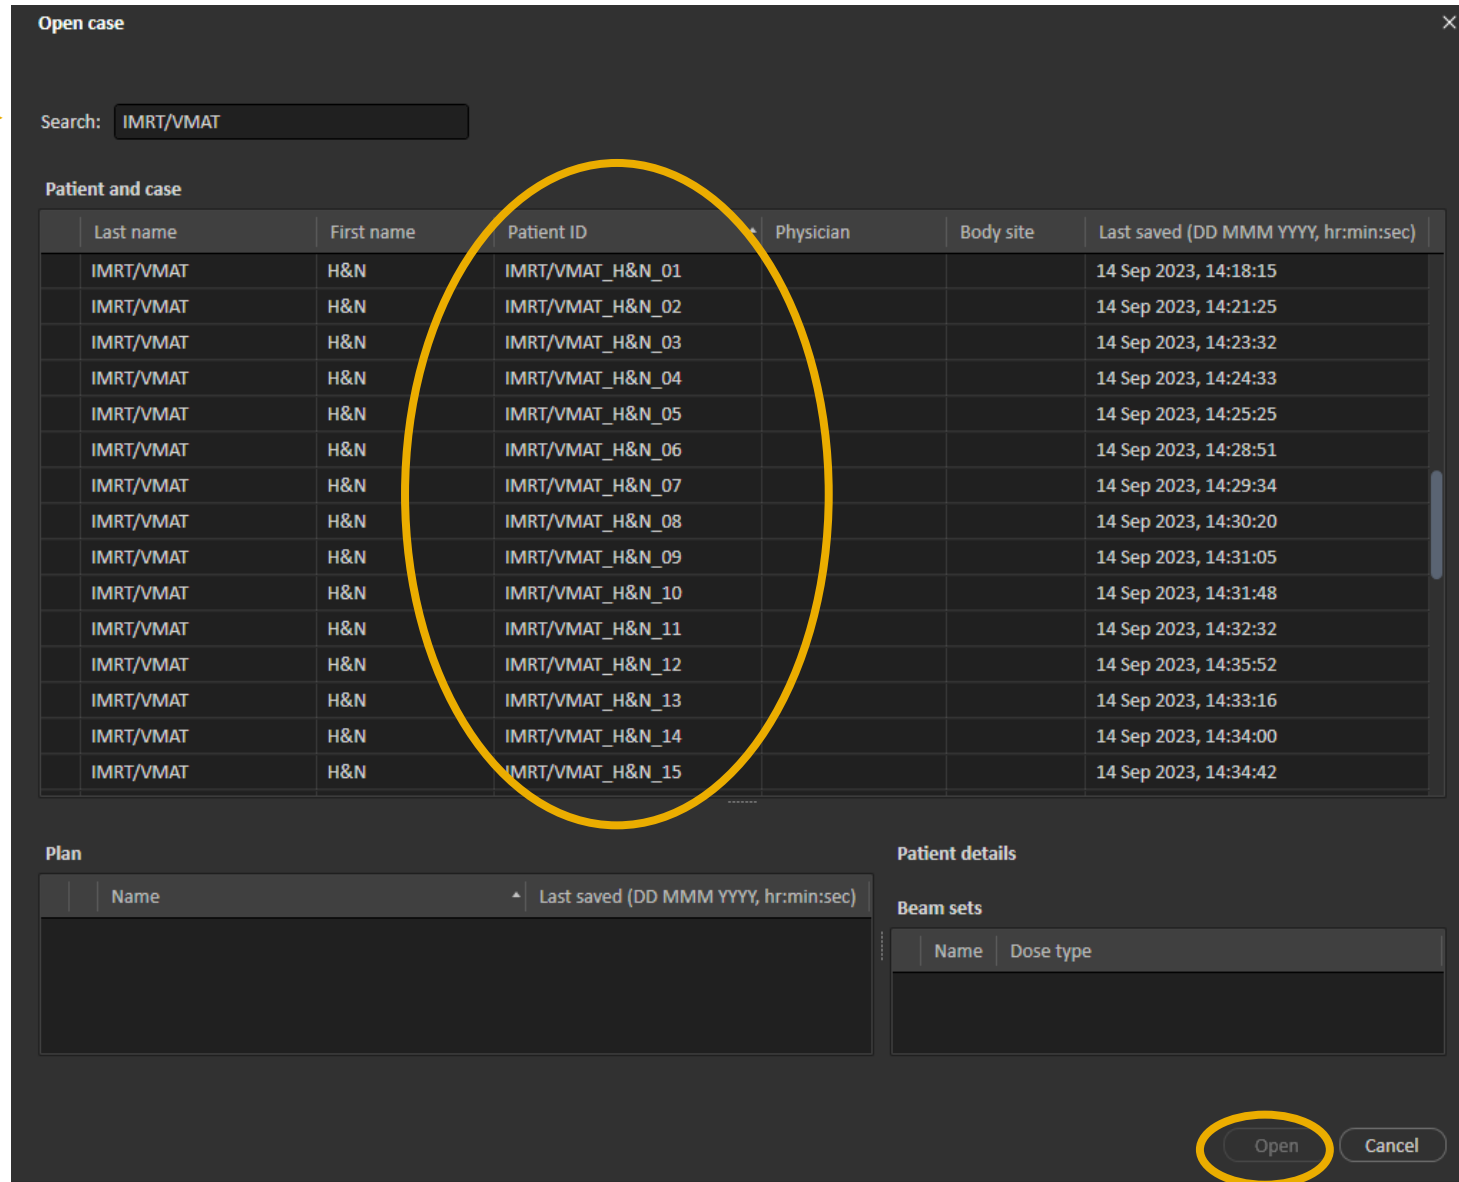 Open case
Search: IMRT/VMAT
Patient and case
Last name First name Patient ID Physician Body site Last saved (DD MMM YYYY, hr:min:sec)
IMRT/VMAT H&N IMRT/VMAT_H&N_01 14 Sep 2023, 14:18:15
IMRT/VMAT H&N IMRT/VMAT_H&N_02 14 Sep 2023, 14:21:25
IMRT/VMAT H&N IMRT/VMAT_H&N_03 14 Sep 2023, 14:23:32
IMRT/VMAT H&N IMRT/VMAT_H&N_04 14 Sep 2023, 14:24:33
IMRT/VMAT H&N IMRT/VMAT_H&N_05 14 Sep 2023, 14:25:25
IMRT/VMAT H&N IMRT/VMAT_H&N_06 14 Sep 2023, 14:28:51
IMRT/VMAT H&N IMRT/VMAT_H&N_07 14 Sep 2023, 14:29:34
IMRT/VMAT H&N IMRT/VMAT_H&N_08 14 Sep 2023, 14:30:20
IMRT/VMAT H&N IMRT/VMAT_H&N_09 14 Sep 2023, 14:31:05
IMRT/VMAT H&N IMRT/VMAT_H&N_10 14 Sep 2023, 14:31:48
IMRT/VMAT H&N IMRT/VMAT_H&N_11 14 Sep 2023, 14:32:32
IMRT/VMAT H&N IMRT/VMAT_H&N_12 14 Sep 2023, 14:35:52
IMRT/VMAT H&N IMRT/VMAT_H&N_13 14 Sep 2023, 14:33:16
IMRT/VMAT H&N IMRT/VMAT_H&N_14 14 Sep 2023, 14:34:00
IMRT/VMAT H&N IMRT/VMAT_H&N_15 14 Sep 2023, 14:34:42
Plan
Name Last saved (DD MMM YYYY, hr:min:sec)
Patient details
Beam sets
Name Dose type
Open Cancel